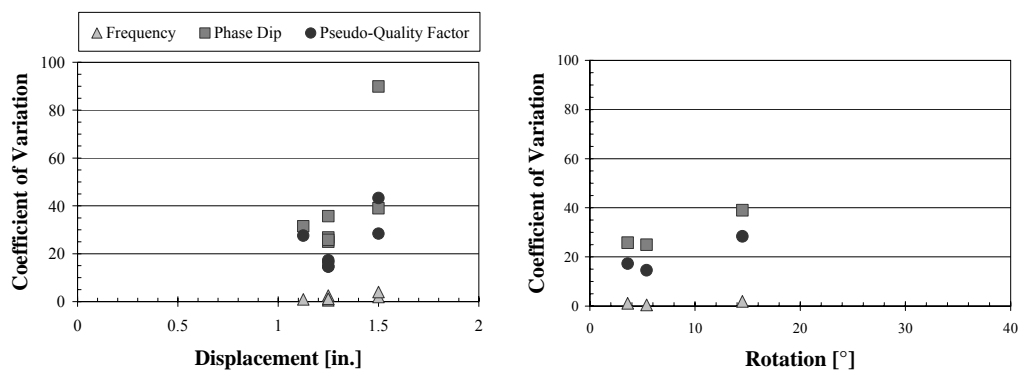 Frequency Phase Dip Pseudo-Quality Factor
Coefficient of Variation
100
80
60
40
20
0
0 0.5 1 1.5 2
Displacement [in.]
Coefficient of Variation
100
80
60
40
20
0
0 10 20 30 40
Rotation [°]